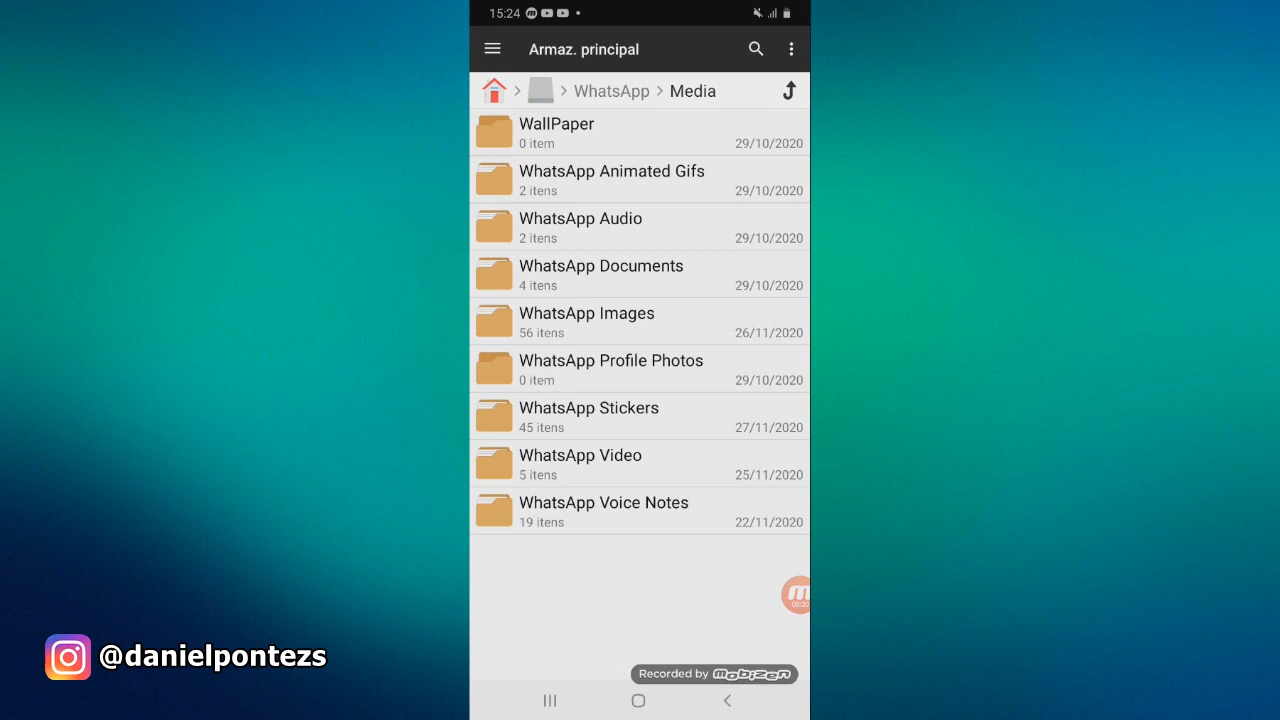 15:24
Armaz. principal
WhatsApp Media
WallPaper
0 item 29/10/2020
WhatsApp Animated Gifs
2 itens 29/10/2020
WhatsApp Audio
2 itens 29/10/2020
WhatsApp Documents
4 itens 29/10/2020
WhatsApp Images
56 itens 26/11/2020
WhatsApp Profile Photos
0 item 29/10/2020
WhatsApp Stickers
45 itens 27/11/2020
WhatsApp Video
5 itens 25/11/2020
WhatsApp Voice Notes
19 itens 22/11/2020
08:30
@danielpontezs
Recorded by mobizen